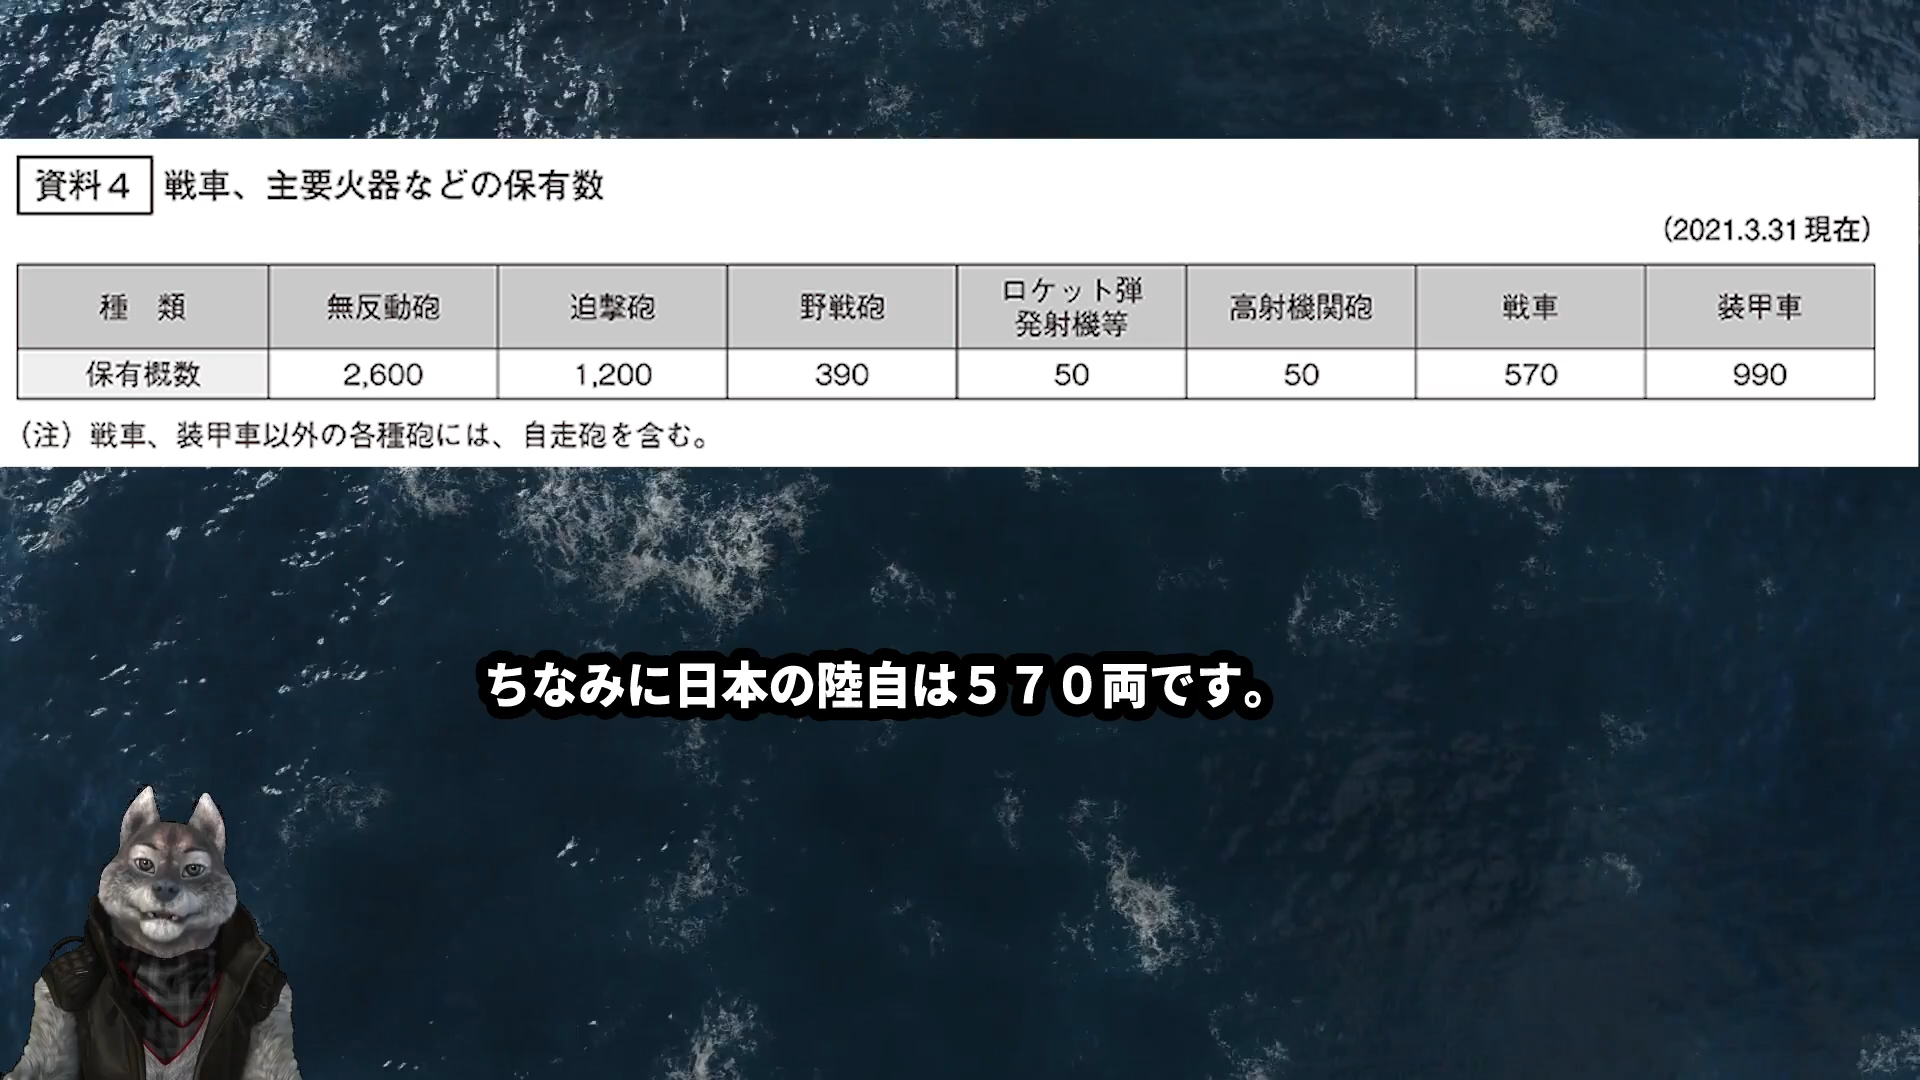 資料4 戦車、主要火器などの保有数
（2021.3.31現在）
種　類 無反動砲 迫撃砲 野戦砲 ロケット弾発射機等 高射機関砲 戦車 装甲車
保有概数 2,600 1,200 390 50 50 570 990
（注）戦車、装甲車以外の各種砲には、自走砲を含む。
ちなみに日本の陸自は５７０両です。